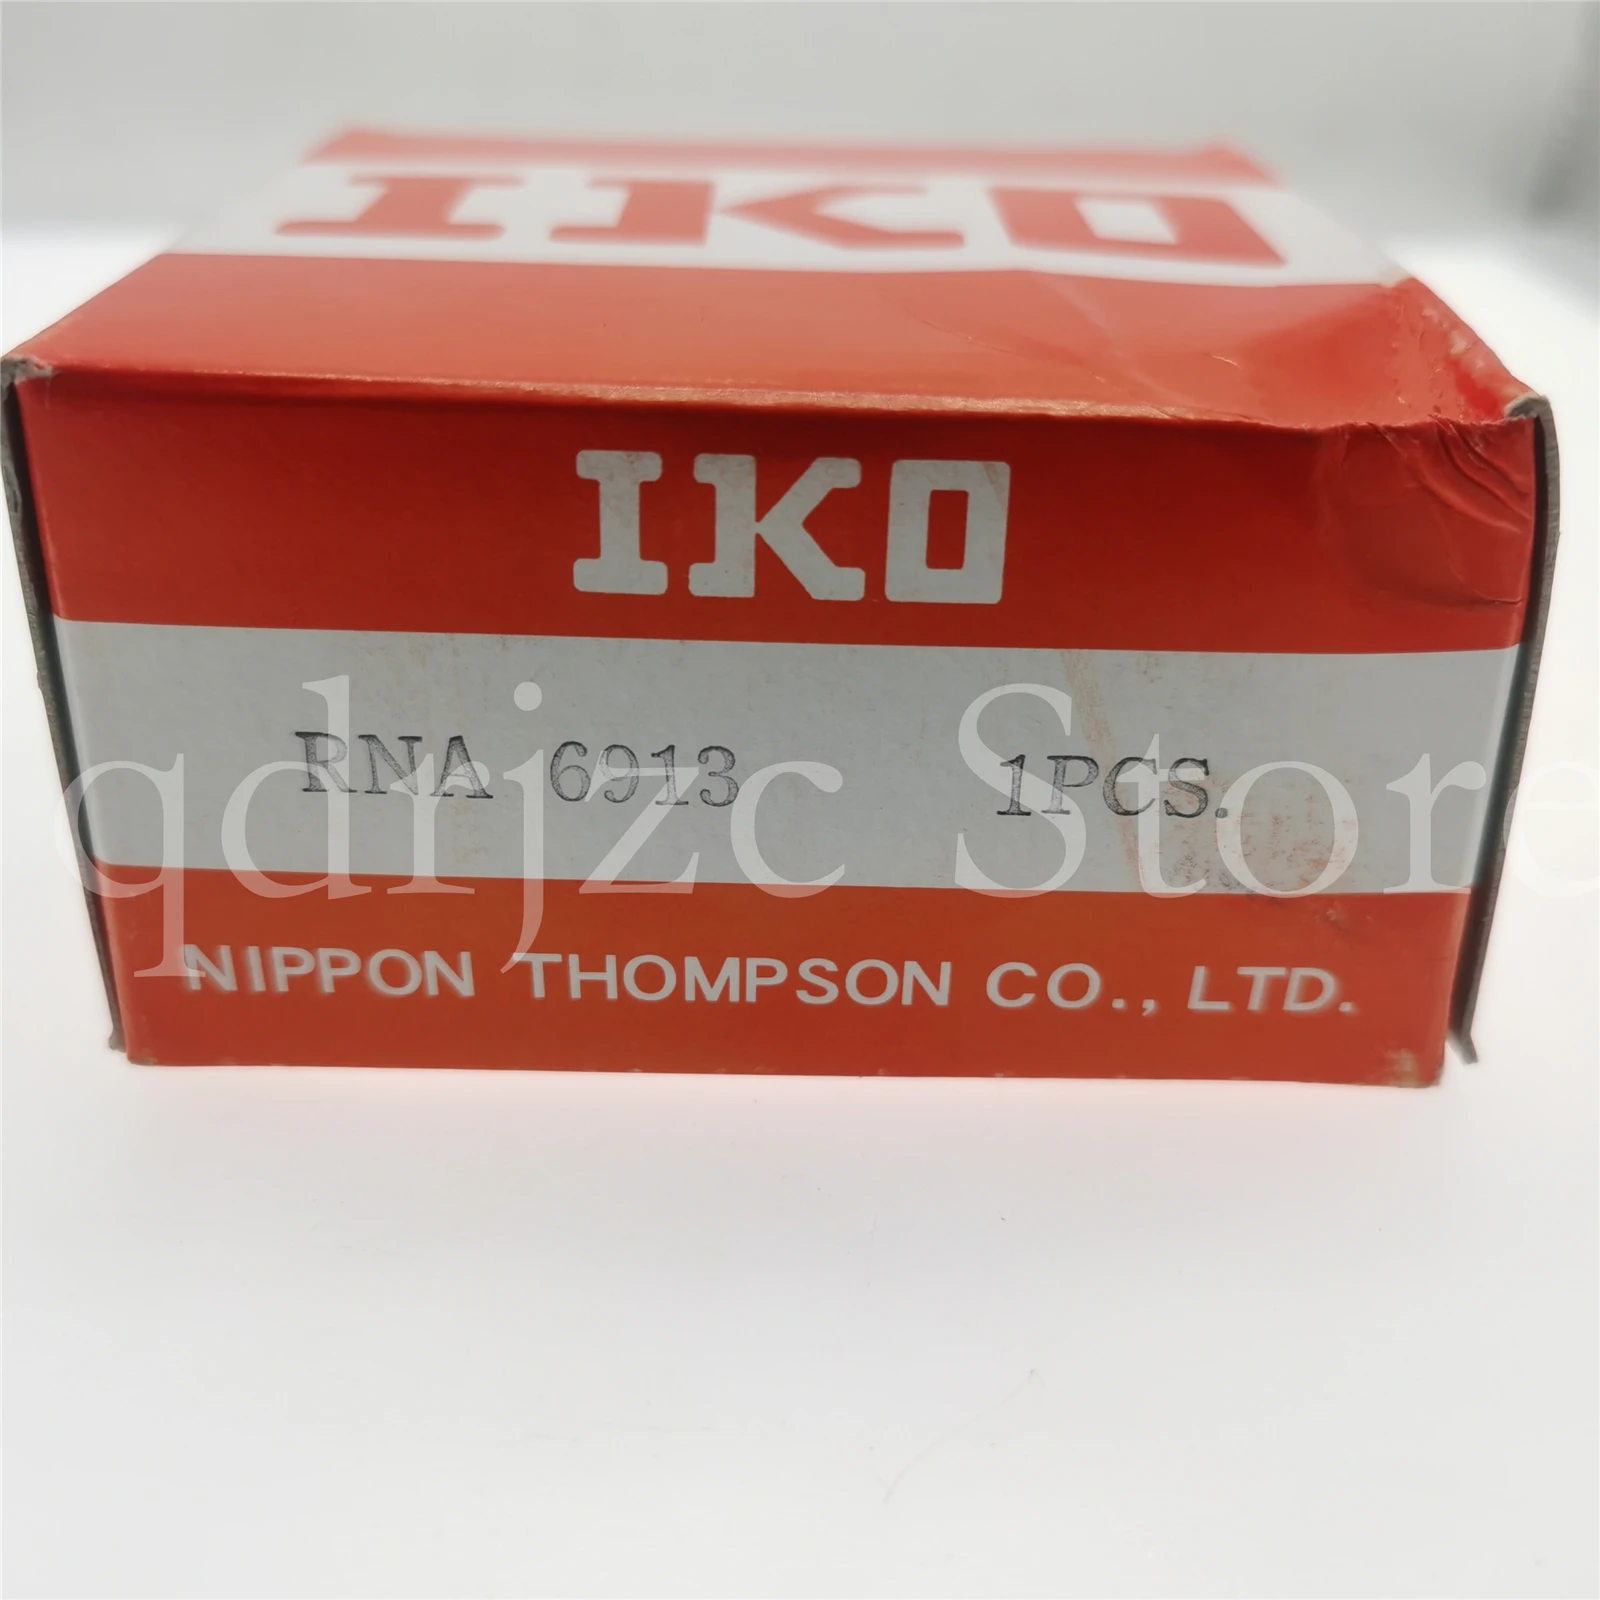 IKO
IKO
RNA 6913 1PCS.
qdrjzc Store
NIPPON THOMPSON CO., LTD.